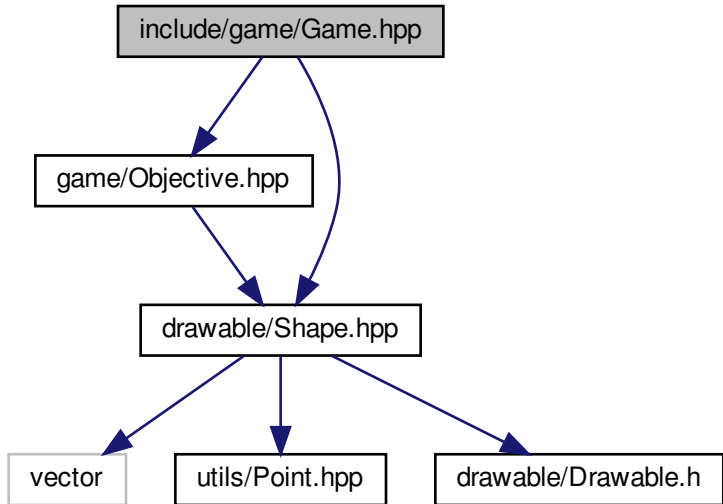 include/game/Game.hpp
game/Objective.hpp
drawable/Shape.hpp
vector
utils/Point.hpp
drawable/Drawable.h